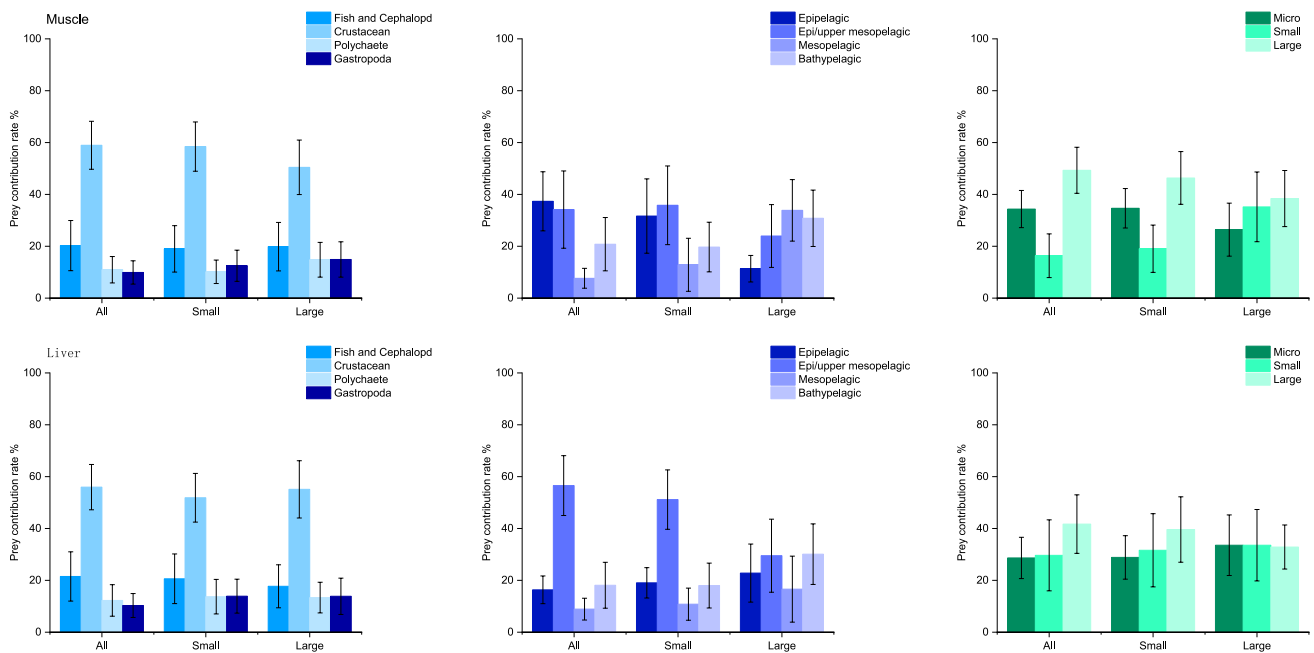 Muscle
Fish and Cephalopd
Crustacean
Polychaete
Gastropoda
100
80
60
40
20
0
Prey contribution rate %
All Small Large
Epipelagic
Epi/upper mesopelagic
Mesopelagic
Bathypelagic
100
80
60
40
20
0
Prey contribution rate %
All Small Large
Micro
Small
Large
100
80
60
40
20
0
Prey contribution rate %
All Small Large
Liver
Fish and Cephalopd
Crustacean
Polychaete
Gastropoda
100
80
60
40
20
0
Prey contribution rate %
All Small Large
Epipelagic
Epi/upper mesopelagic
Mesopelagic
Bathypelagic
100
80
60
40
20
0
Prey contribution rate %
All Small Large
Micro
Small
Large
100
80
60
40
20
0
Prey contribution rate %
All Small Large